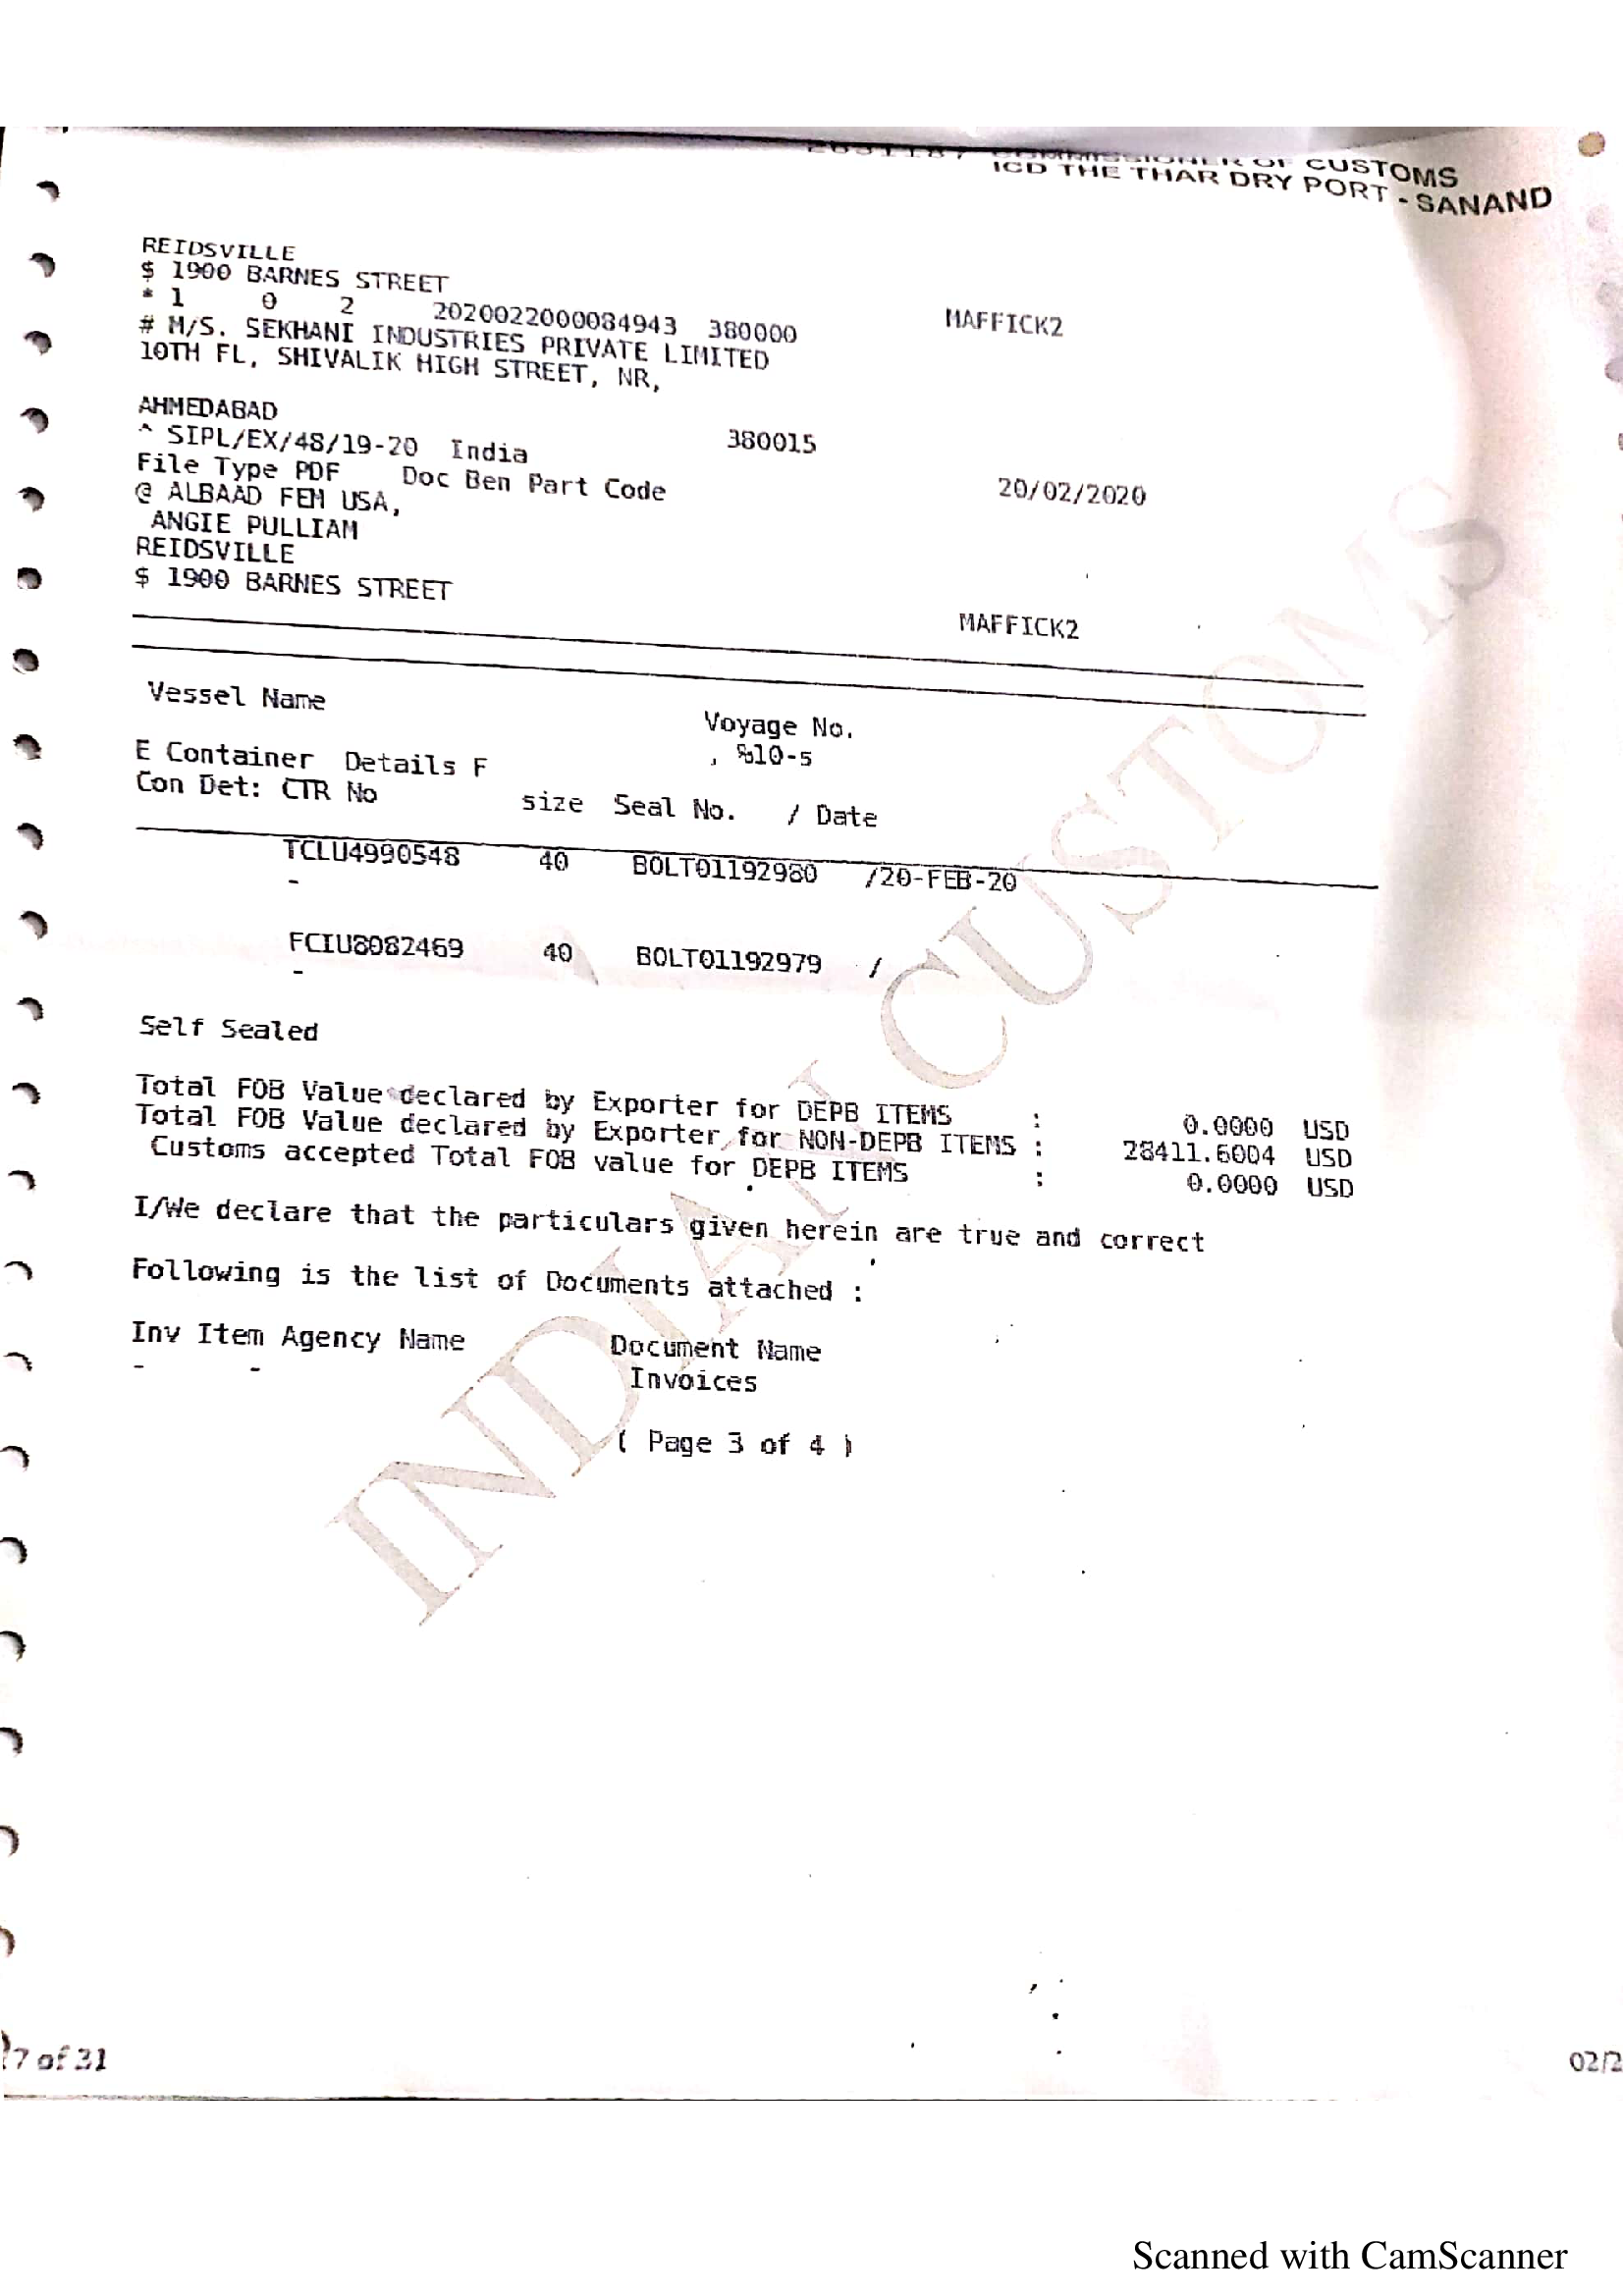 COMMISSIONER OF CUSTOMS
ICD THE THAR DRY PORT - SANAND
REIDSVILLE
$ 1900 BARNES STREET
* 1 0 2 2020022000084943 380000 MAFFICK2
# M/S. SEKHANI INDUSTRIES PRIVATE LIMITED
10TH FL, SHIVALIK HIGH STREET, NR,
AHMEDABAD 380015
^ SIPL/EX/48/19-20 India
File Type PDF Doc Ben Part Code 20/02/2020
@ ALBAAD FEM USA,
ANGIE PULLIAM
REIDSVILLE
$ 1900 BARNES STREET
MAFFICK2
Vessel Name Voyage No.
, %10-5
E Container Details F
Con Det: CTR No size Seal No. / Date
TCLU4990548 40 BOLT01192980 /20-FEB-20
-
FCIU8082469 40 BOLT01192979 /
-
Self Sealed
Total FOB Value declared by Exporter for DEPB ITEMS : 0.0000 USD
Total FOB Value declared by Exporter for NON-DEPB ITEMS : 28411.6004 USD
Customs accepted Total FOB value for DEPB ITEMS : 0.0000 USD
I/We declare that the particulars given herein are true and correct
Following is the list of Documents attached :
Inv Item Agency Name Document Name
- - Invoices
( Page 3 of 4 )
INDIAN CUSTOMS
7 of 31
02/2
Scanned with CamScanner